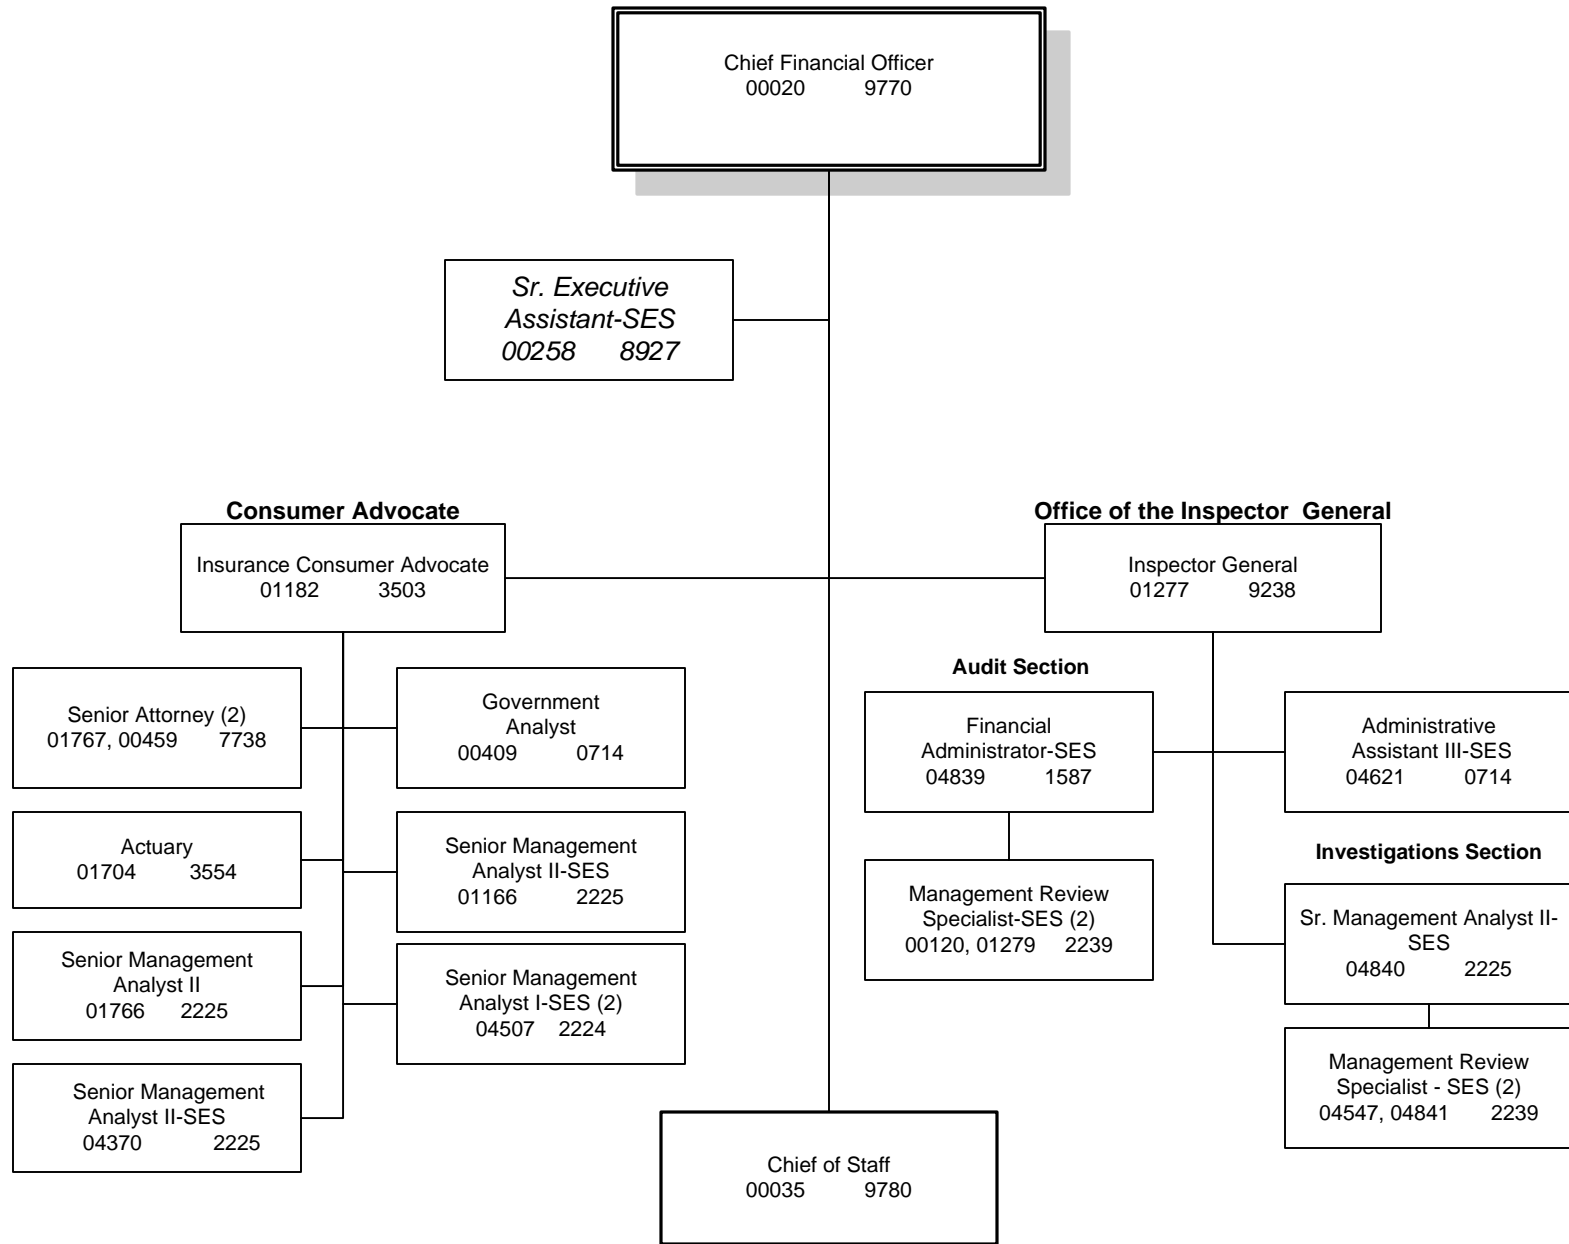 Chief Financial Officer
00020 9770
Sr. Executive
Assistant-SES
00258 8927
Consumer Advocate
Insurance Consumer Advocate
01182 3503
Senior Attorney (2)
01767, 00459 7738
Government
Analyst
00409 0714
Actuary
01704 3554
Senior Management
Analyst II-SES
01166 2225
Senior Management
Analyst II
01766 2225
Senior Management
Analyst I-SES (2)
04507 2224
Senior Management
Analyst II-SES
04370 2225
Office of the Inspector General
Inspector General
01277 9238
Audit Section
Financial
Administrator-SES
04839 1587
Management Review
Specialist-SES (2)
00120, 01279 2239
Administrative
Assistant III-SES
04621 0714
Investigations Section
Sr. Management Analyst II-
SES
04840 2225
Management Review
Specialist - SES (2)
04547, 04841 2239
Chief of Staff
00035 9780